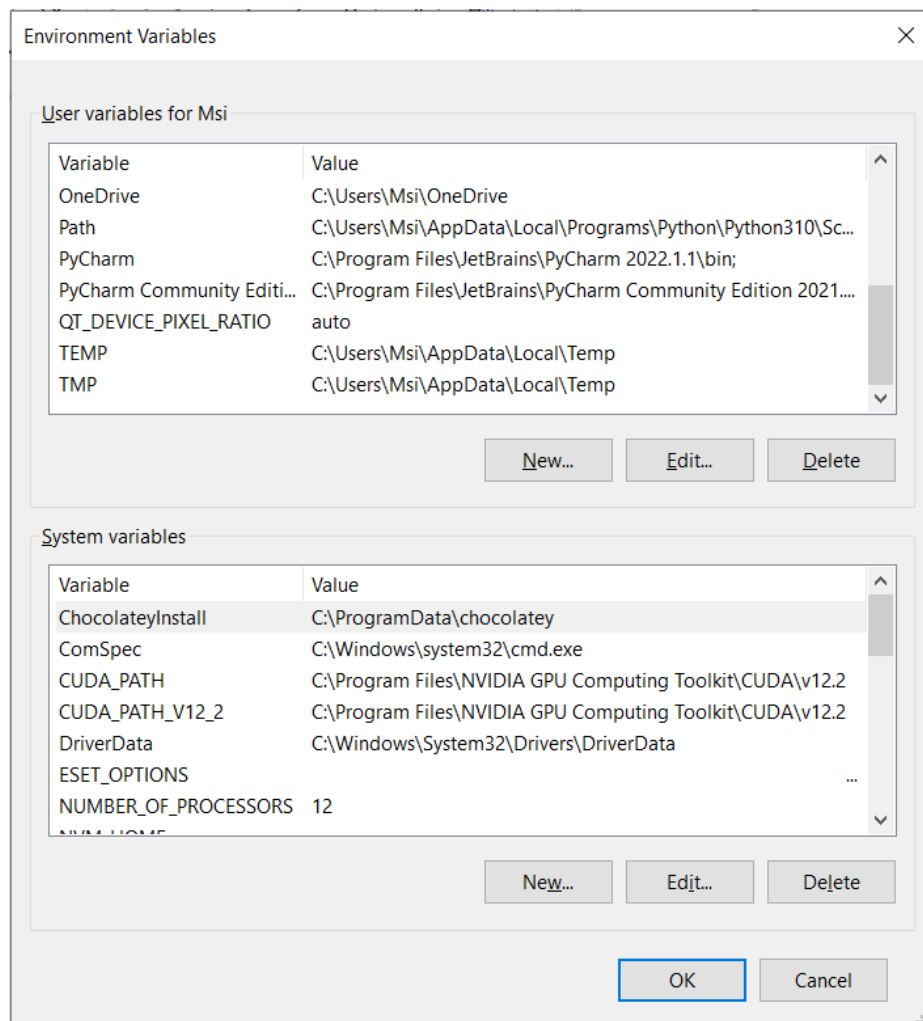 Environment Variables
User variables for Msi
Variable Value
OneDrive C:\Users\Msi\OneDrive
Path C:\Users\Msi\AppData\Local\Programs\Python\Python310\Sc...
PyCharm C:\Program Files\JetBrains\PyCharm 2022.1.1\bin;
PyCharm Community Editi... C:\Program Files\JetBrains\PyCharm Community Edition 2021....
QT_DEVICE_PIXEL_RATIO auto
TEMP C:\Users\Msi\AppData\Local\Temp
TMP C:\Users\Msi\AppData\Local\Temp
New... Edit... Delete
System variables
Variable Value
ChocolateyInstall C:\ProgramData\chocolatey
ComSpec C:\Windows\system32\cmd.exe
CUDA_PATH C:\Program Files\NVIDIA GPU Computing Toolkit\CUDA\v12.2
CUDA_PATH_V12_2 C:\Program Files\NVIDIA GPU Computing Toolkit\CUDA\v12.2
DriverData C:\Windows\System32\Drivers\DriverData
ESET_OPTIONS ...
NUMBER_OF_PROCESSORS 12
New... Edit... Delete
OK Cancel